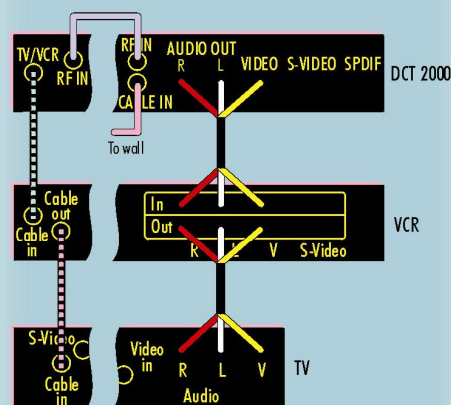 TV/VCR
RF IN
RF IN
CABLE IN
To wall
AUDIO OUT
R L VIDEO S-VIDEO SPDIF
DCT 2000
Cable out
Cable in
In
Out
R L V S-Video
VCR
S-Video
Cable in
Video in
R L V
Audio
TV